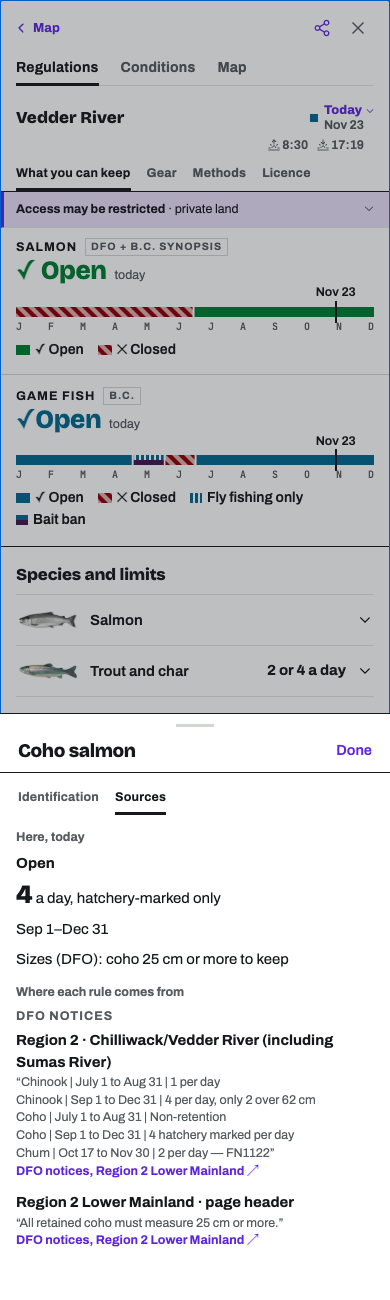 Map
Regulations Conditions Map
Vedder River
Today
Nov 23
8:30 17:19
What you can keep Gear Methods Licence
Access may be restricted · private land
SALMON DFO + B.C. SYNOPSIS
✓ Open today
Nov 23
J F M A M J J A S O N D
✓ Open ✕ Closed
GAME FISH B.C.
✓ Open today
Nov 23
J F M A M J J A S O N D
✓ Open ✕ Closed Fly fishing only
Bait ban
Species and limits
Salmon
Trout and char 2 or 4 a day
Coho salmon Done
Identification Sources
Here, today
Open
4 a day, hatchery-marked only
Sep 1–Dec 31
Sizes (DFO): coho 25 cm or more to keep
Where each rule comes from
DFO NOTICES
Region 2 · Chilliwack/Vedder River (including
Sumas River)
“Chinook | July 1 to Aug 31 | 1 per day
Chinook | Sep 1 to Dec 31 | 4 per day, only 2 over 62 cm
Coho | July 1 to Aug 31 | Non-retention
Coho | Sep 1 to Dec 31 | 4 hatchery marked per day
Chum | Oct 17 to Nov 30 | 2 per day — FN1122”
DFO notices, Region 2 Lower Mainland ↗
Region 2 Lower Mainland · page header
“All retained coho must measure 25 cm or more.”
DFO notices, Region 2 Lower Mainland ↗